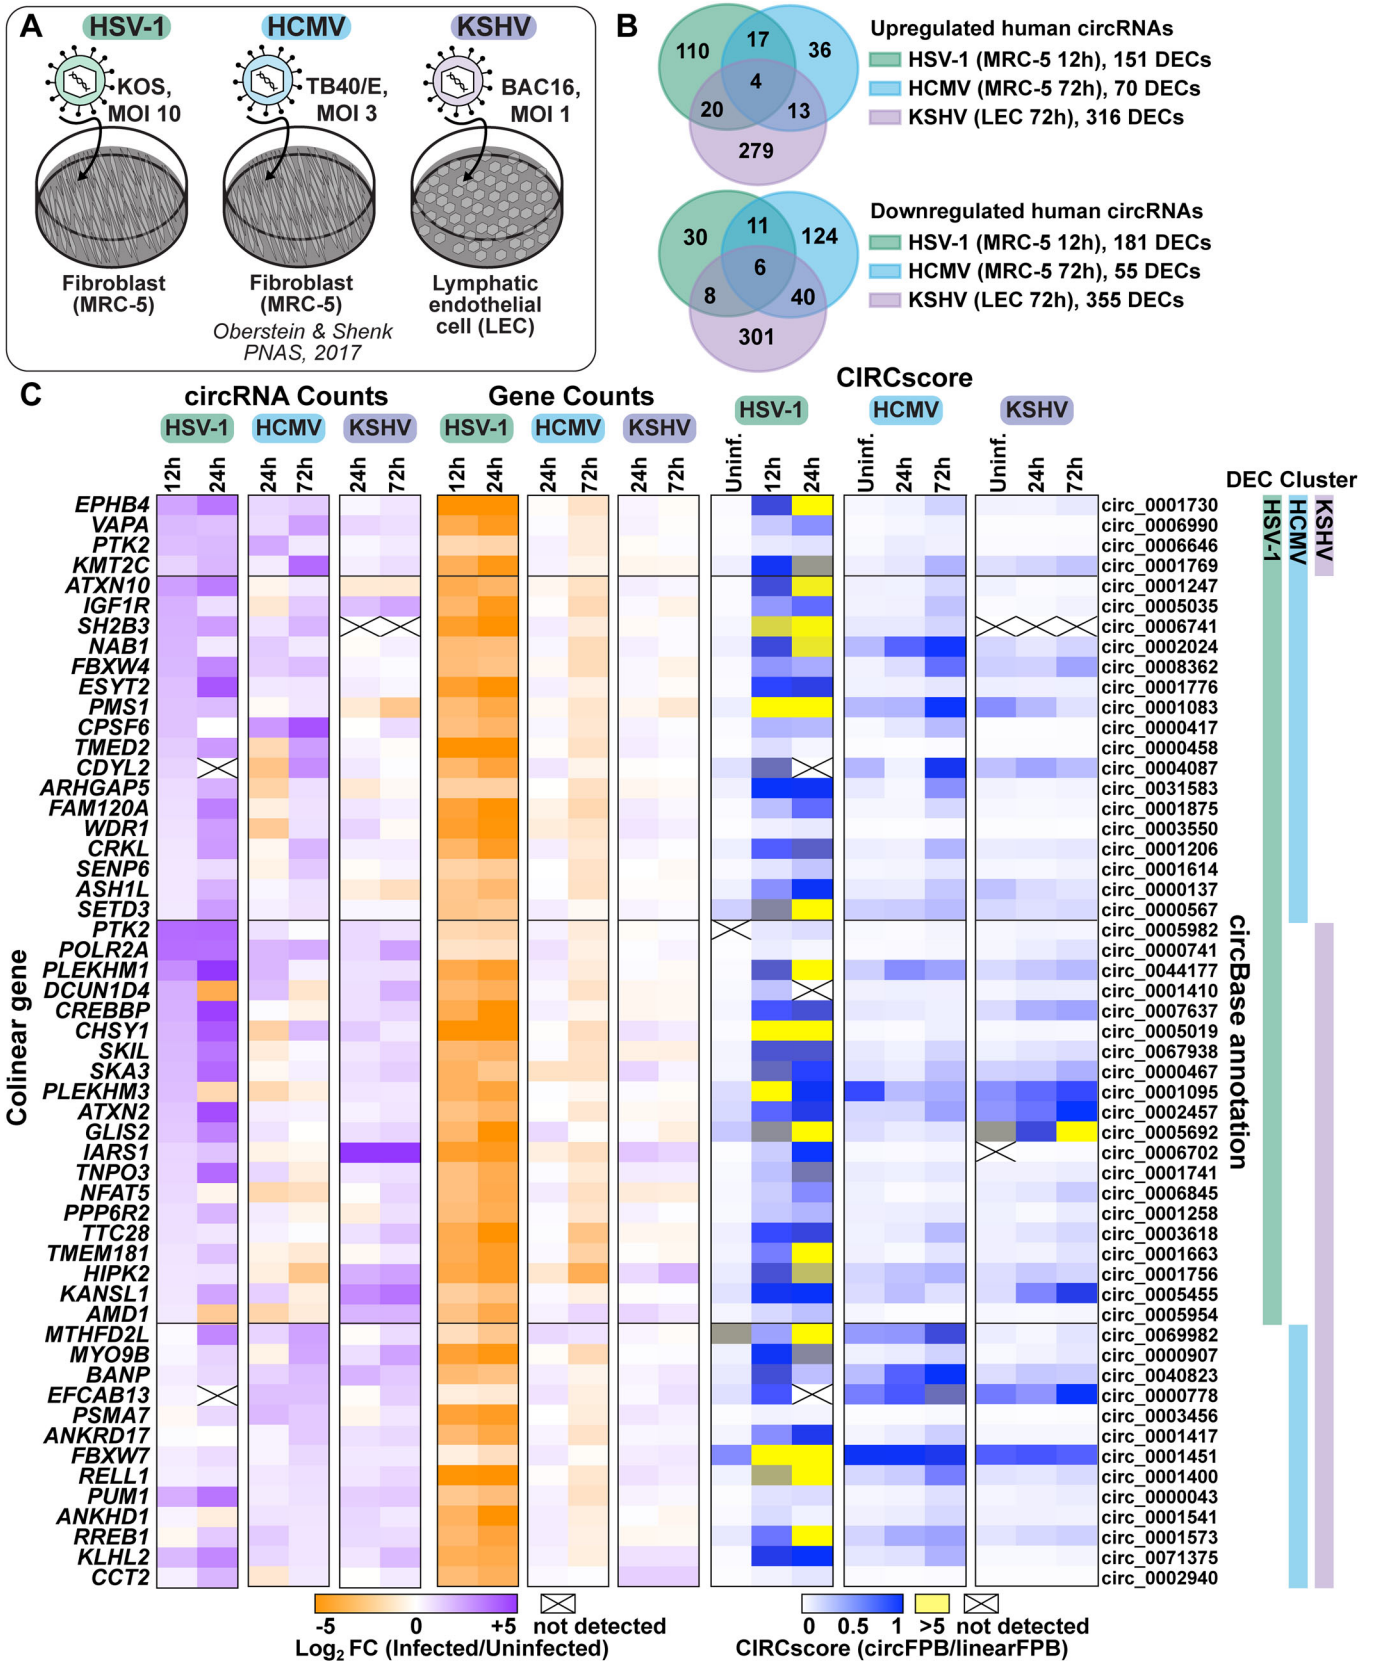 A
HSV-1
HCMV
KSHV
KOS,
MOI 10
TB40/E,
MOI 3
BAC16,
MOI 1
Fibroblast
(MRC-5)
Fibroblast
(MRC-5)
Oberstein & Shenk
PNAS, 2017
Lymphatic
endothelial
cell (LEC)
B
110
17
36
4
20
13
279
Upregulated human circRNAs
HSV-1 (MRC-5 12h), 151 DECs
HCMV (MRC-5 72h), 70 DECs
KSHV (LEC 72h), 316 DECs
30
11
124
6
8
40
301
Downregulated human circRNAs
HSV-1 (MRC-5 12h), 181 DECs
HCMV (MRC-5 72h), 55 DECs
KSHV (LEC 72h), 355 DECs
C
circRNA Counts
Gene Counts
CIRCscore
HSV-1 HCMV KSHV
HSV-1 HCMV KSHV
HSV-1 HCMV KSHV
12h 24h 24h 72h 24h 72h
12h 24h 24h 72h 24h 72h
Uninf. 12h 24h Uninf. 24h 72h Uninf. 24h 72h
DEC Cluster
HSV-1
HCMV
KSHV
Colinear gene
circBase annotation
EPHB4 circ_0001730
VAPA circ_0006990
PTK2 circ_0006646
KMT2C circ_0001769
ATXN10 circ_0001247
IGF1R circ_0005035
SH2B3 circ_0006741
NAB1 circ_0002024
FBXW4 circ_0008362
ESYT2 circ_0001776
PMS1 circ_0001083
CPSF6 circ_0000417
TMED2 circ_0000458
CDYL2 circ_0004087
ARHGAP5 circ_0031583
FAM120A circ_0001875
WDR1 circ_0003550
CRKL circ_0001206
SENP6 circ_0001614
ASH1L circ_0000137
SETD3 circ_0000567
PTK2 circ_0005982
POLR2A circ_0000741
PLEKHM1 circ_0044177
DCUN1D4 circ_0001410
CREBBP circ_0007637
CHSY1 circ_0005019
SKIL circ_0067938
SKA3 circ_0000467
PLEKHM3 circ_0001095
ATXN2 circ_0002457
GLIS2 circ_0005692
IARS1 circ_0006702
TNPO3 circ_0001741
NFAT5 circ_0006845
PPP6R2 circ_0001258
TTC28 circ_0003618
TMEM181 circ_0001663
HIPK2 circ_0001756
KANSL1 circ_0005455
AMD1 circ_0005954
MTHFD2L circ_0069982
MYO9B circ_0000907
BANP circ_0040823
EFCAB13 circ_0000778
PSMA7 circ_0003456
ANKRD17 circ_0001417
FBXW7 circ_0001451
RELL1 circ_0001400
PUM1 circ_0000043
ANKHD1 circ_0001541
RREB1 circ_0001573
KLHL2 circ_0071375
CCT2 circ_0002940
-5 0 +5 not detected
Log2 FC (Infected/Uninfected)
0 0.5 1 >5 not detected
CIRCscore (circFPB/linearFPB)